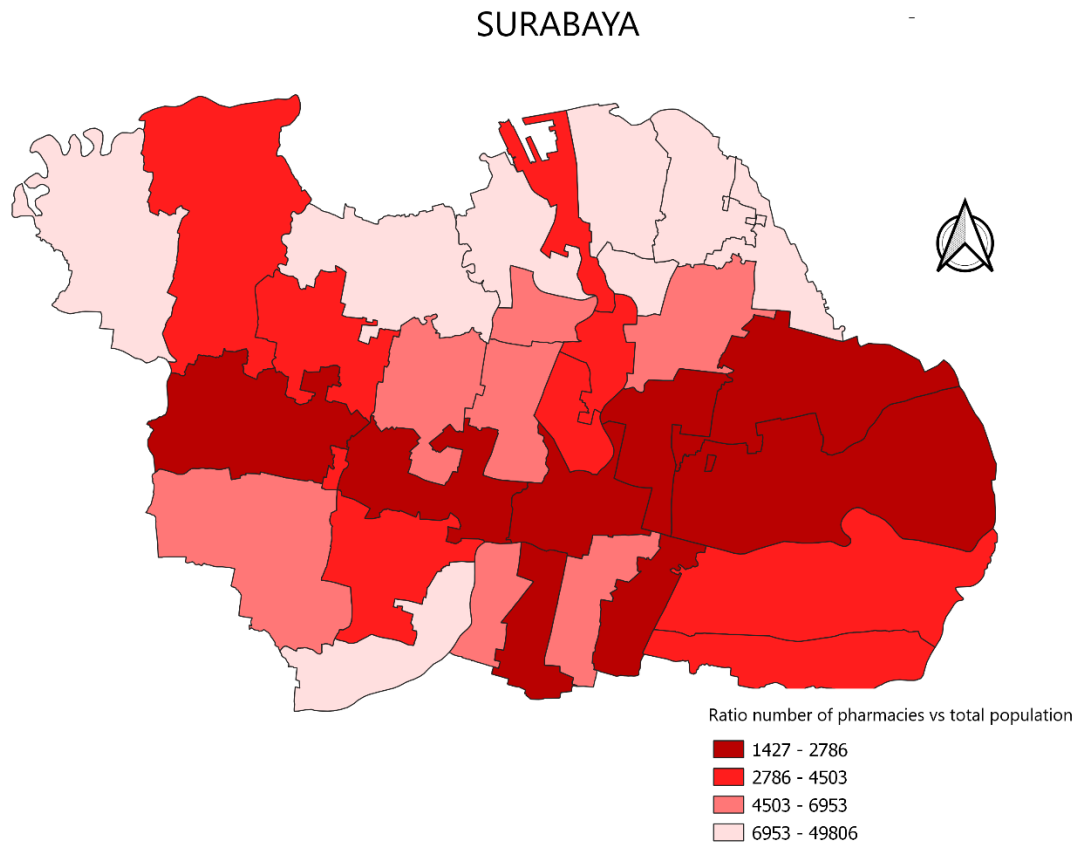 SURABAYA
Ratio number of pharmacies vs total population
1427 - 2786
2786 - 4503
4503 - 6953
6953 - 49806